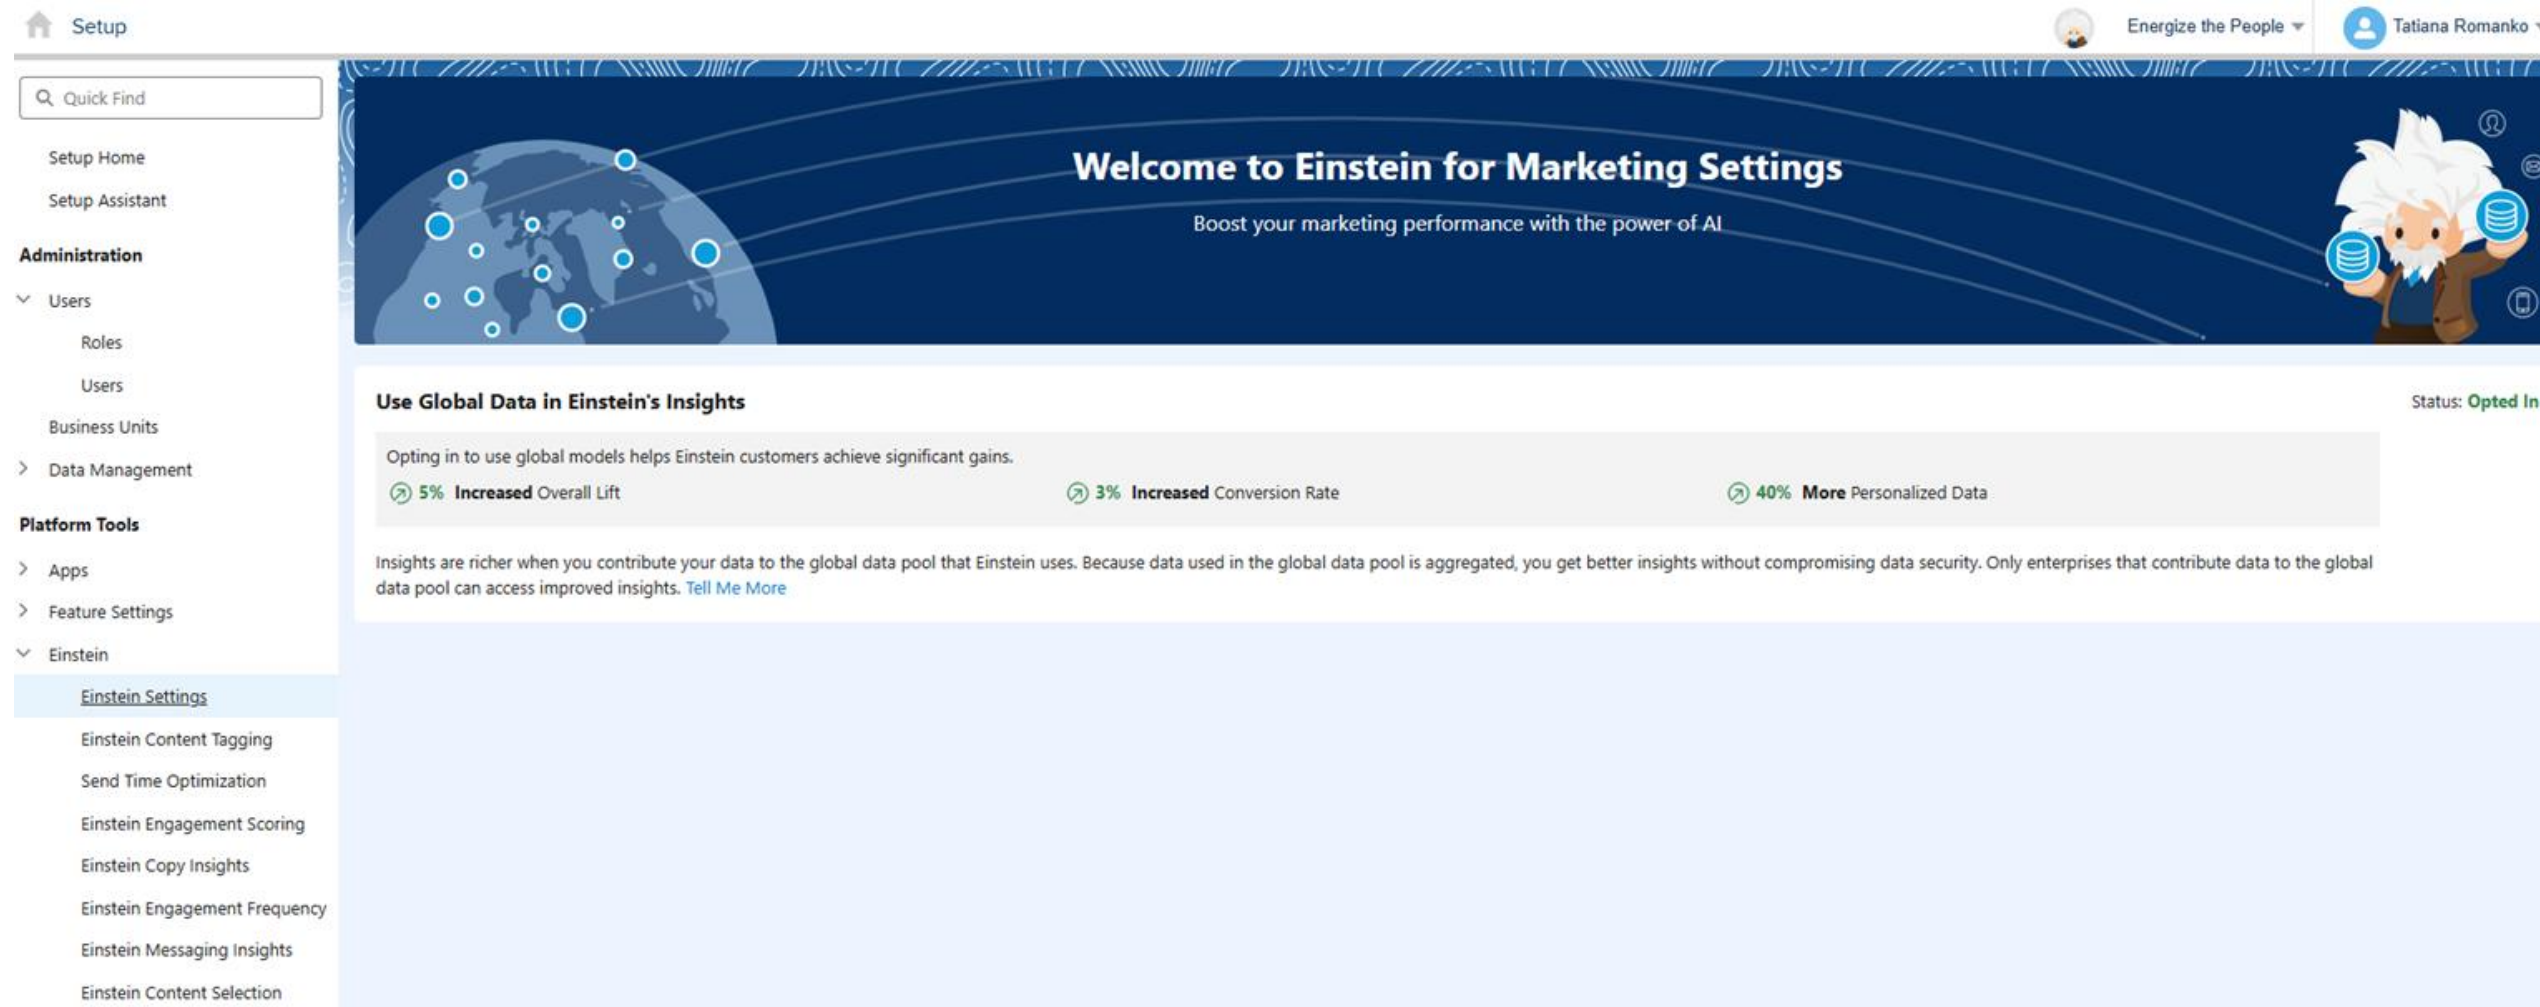 Setup
Energize the People
Tatiana Romanko
Quick Find
Setup Home
Setup Assistant
Administration
Users
Roles
Users
Business Units
Data Management
Platform Tools
Apps
Feature Settings
Einstein
Einstein Settings
Einstein Content Tagging
Send Time Optimization
Einstein Engagement Scoring
Einstein Copy Insights
Einstein Engagement Frequency
Einstein Messaging Insights
Einstein Content Selection
Welcome to Einstein for Marketing Settings
Boost your marketing performance with the power of AI
Use Global Data in Einstein's Insights
Status: Opted In
Opting in to use global models helps Einstein customers achieve significant gains.
5% Increased Overall Lift
3% Increased Conversion Rate
40% More Personalized Data
Insights are richer when you contribute your data to the global data pool that Einstein uses. Because data used in the global data pool is aggregated, you get better insights without compromising data security. Only enterprises that contribute data to the global
data pool can access improved insights. Tell Me More